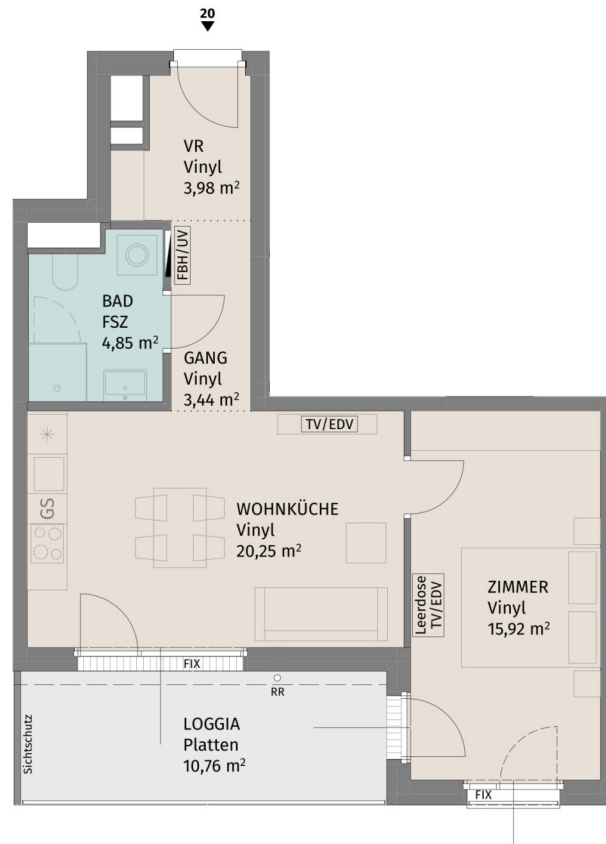 20
VR
Vinyl
3,98 m²
FBH/UV
BAD
FSZ
4,85 m²
GANG
Vinyl
3,44 m²
TV/EDV
GS
WOHNKÜCHE
Vinyl
20,25 m²
Leerdose
TV/EDV
ZIMMER
Vinyl
15,92 m²
FIX
RR
Sichtschutz
LOGGIA
Platten
10,76 m²
FIX